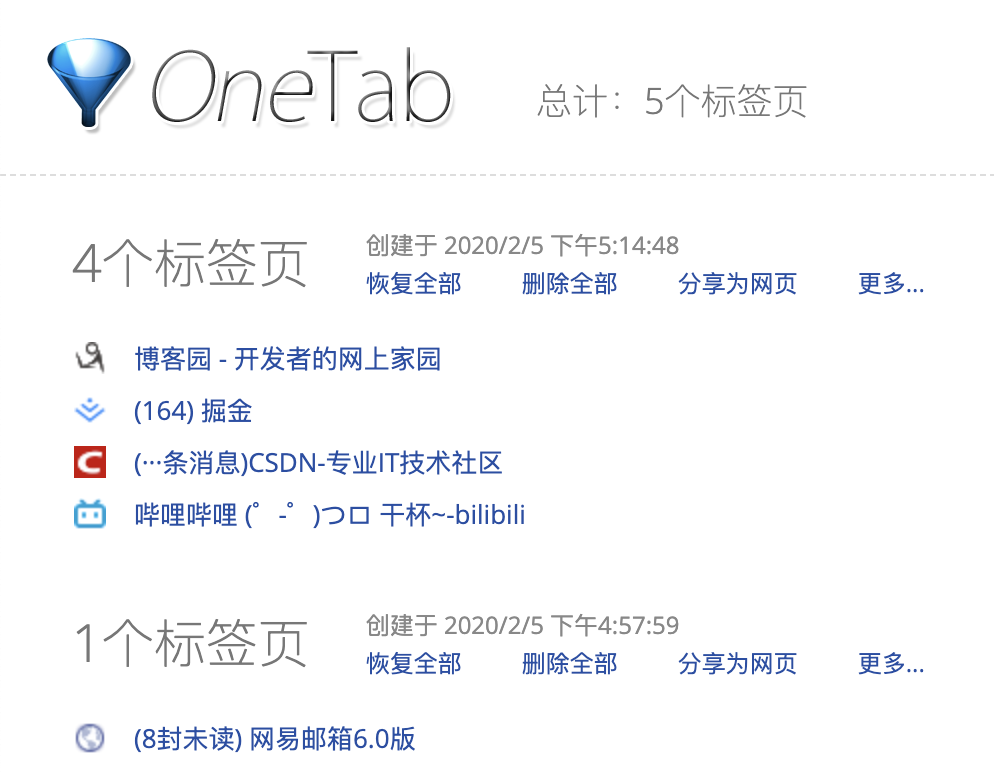 OneTab 总计：5个标签页
4个标签页 创建于 2020/2/5 下午5:14:48
恢复全部 删除全部 分享为网页 更多...
博客园 - 开发者的网上家园
(164) 掘金
(···条消息)CSDN-专业IT技术社区
哔哩哔哩 (゜-゜)つロ 干杯~-bilibili
1个标签页 创建于 2020/2/5 下午4:57:59
恢复全部 删除全部 分享为网页 更多...
(8封未读) 网易邮箱6.0版